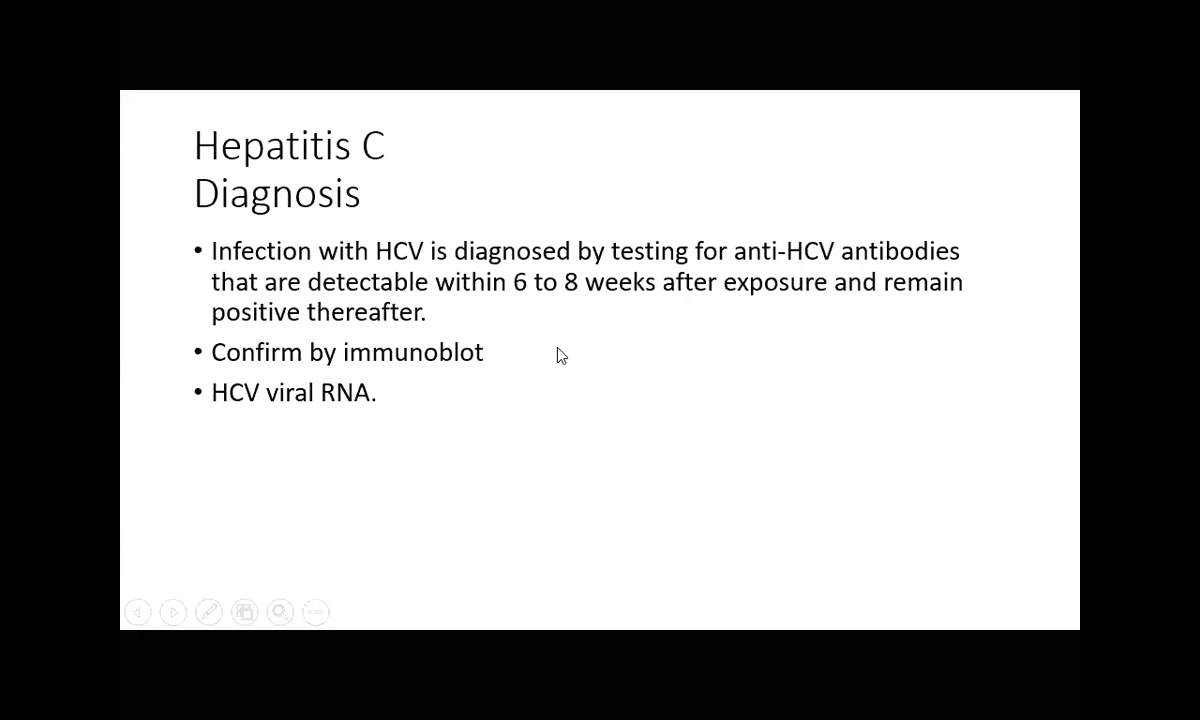 Hepatitis C
Diagnosis
• Infection with HCV is diagnosed by testing for anti-HCV antibodies
that are detectable within 6 to 8 weeks after exposure and remain
positive thereafter.
• Confirm by immunoblot
• HCV viral RNA.